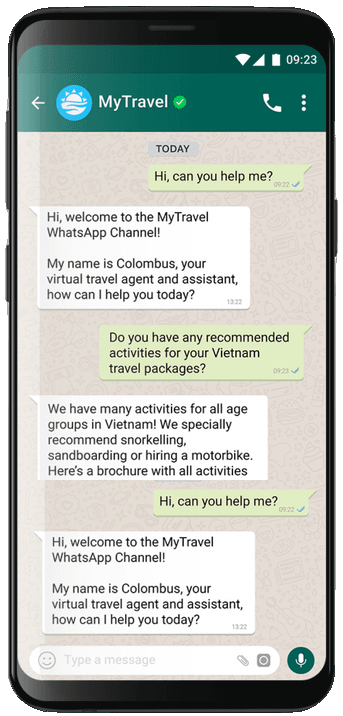 09:23
MyTravel
TODAY
Hi, can you help me?
09:22
Hi, welcome to the MyTravel
WhatsApp Channel!
My name is Colombus, your
virtual travel agent and assistant,
how can I help you today?
13:22
Do you have any recommended
activities for your Vietnam
travel packages?
09:23
We have many activities for all age
groups in Vietnam! We specially
recommend snorkelling,
sandboarding or hiring a motorbike.
Here's a brochure with all activities
Hi, can you help me?
09:22
Hi, welcome to the MyTravel
WhatsApp Channel!
My name is Colombus, your
virtual travel agent and assistant,
how can I help you today?
13:22
Type a message